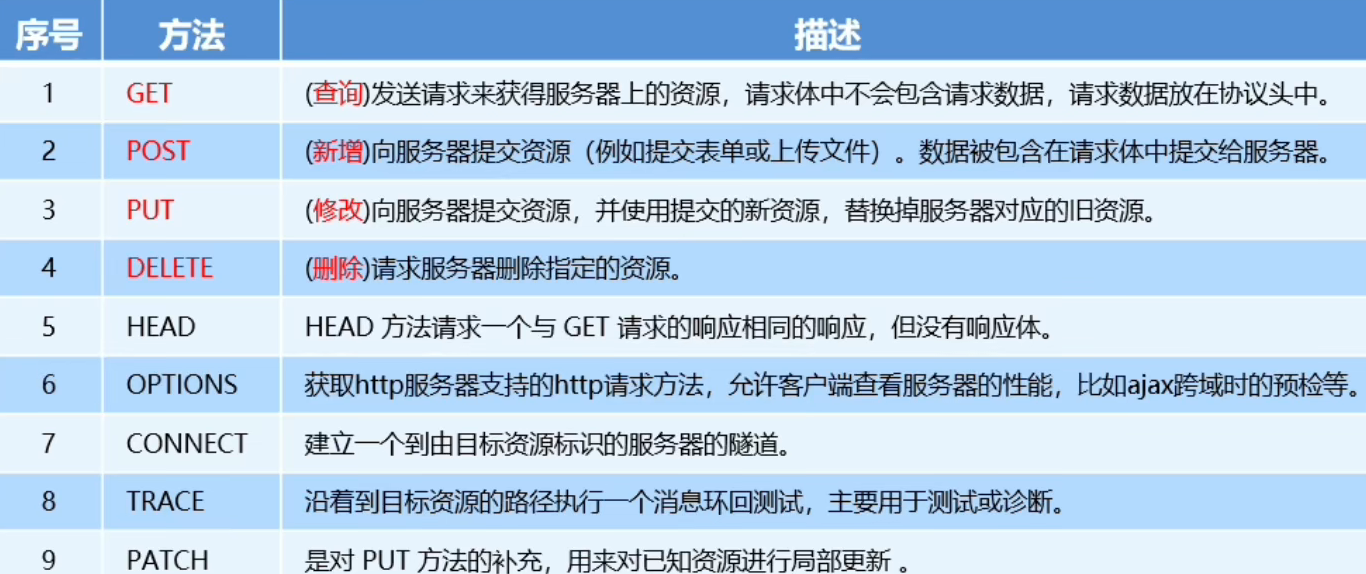 序号 方法 描述
1 GET (查询)发送请求来获得服务器上的资源，请求体中不会包含请求数据，请求数据放在协议头中。
2 POST (新增)向服务器提交资源（例如提交表单或上传文件）。数据被包含在请求体中提交给服务器。
3 PUT (修改)向服务器提交资源，并使用提交的新资源，替换掉服务器对应的旧资源。
4 DELETE (删除)请求服务器删除指定的资源。
5 HEAD HEAD 方法请求一个与 GET 请求的响应相同的响应，但没有响应体。
6 OPTIONS 获取http服务器支持的http请求方法，允许客户端查看服务器的性能，比如ajax跨域时的预检等。
7 CONNECT 建立一个到由目标资源标识的服务器的隧道。
8 TRACE 沿着到目标资源的路径执行一个消息环回测试，主要用于测试或诊断。
9 PATCH 是对 PUT 方法的补充，用来对已知资源进行局部更新 。